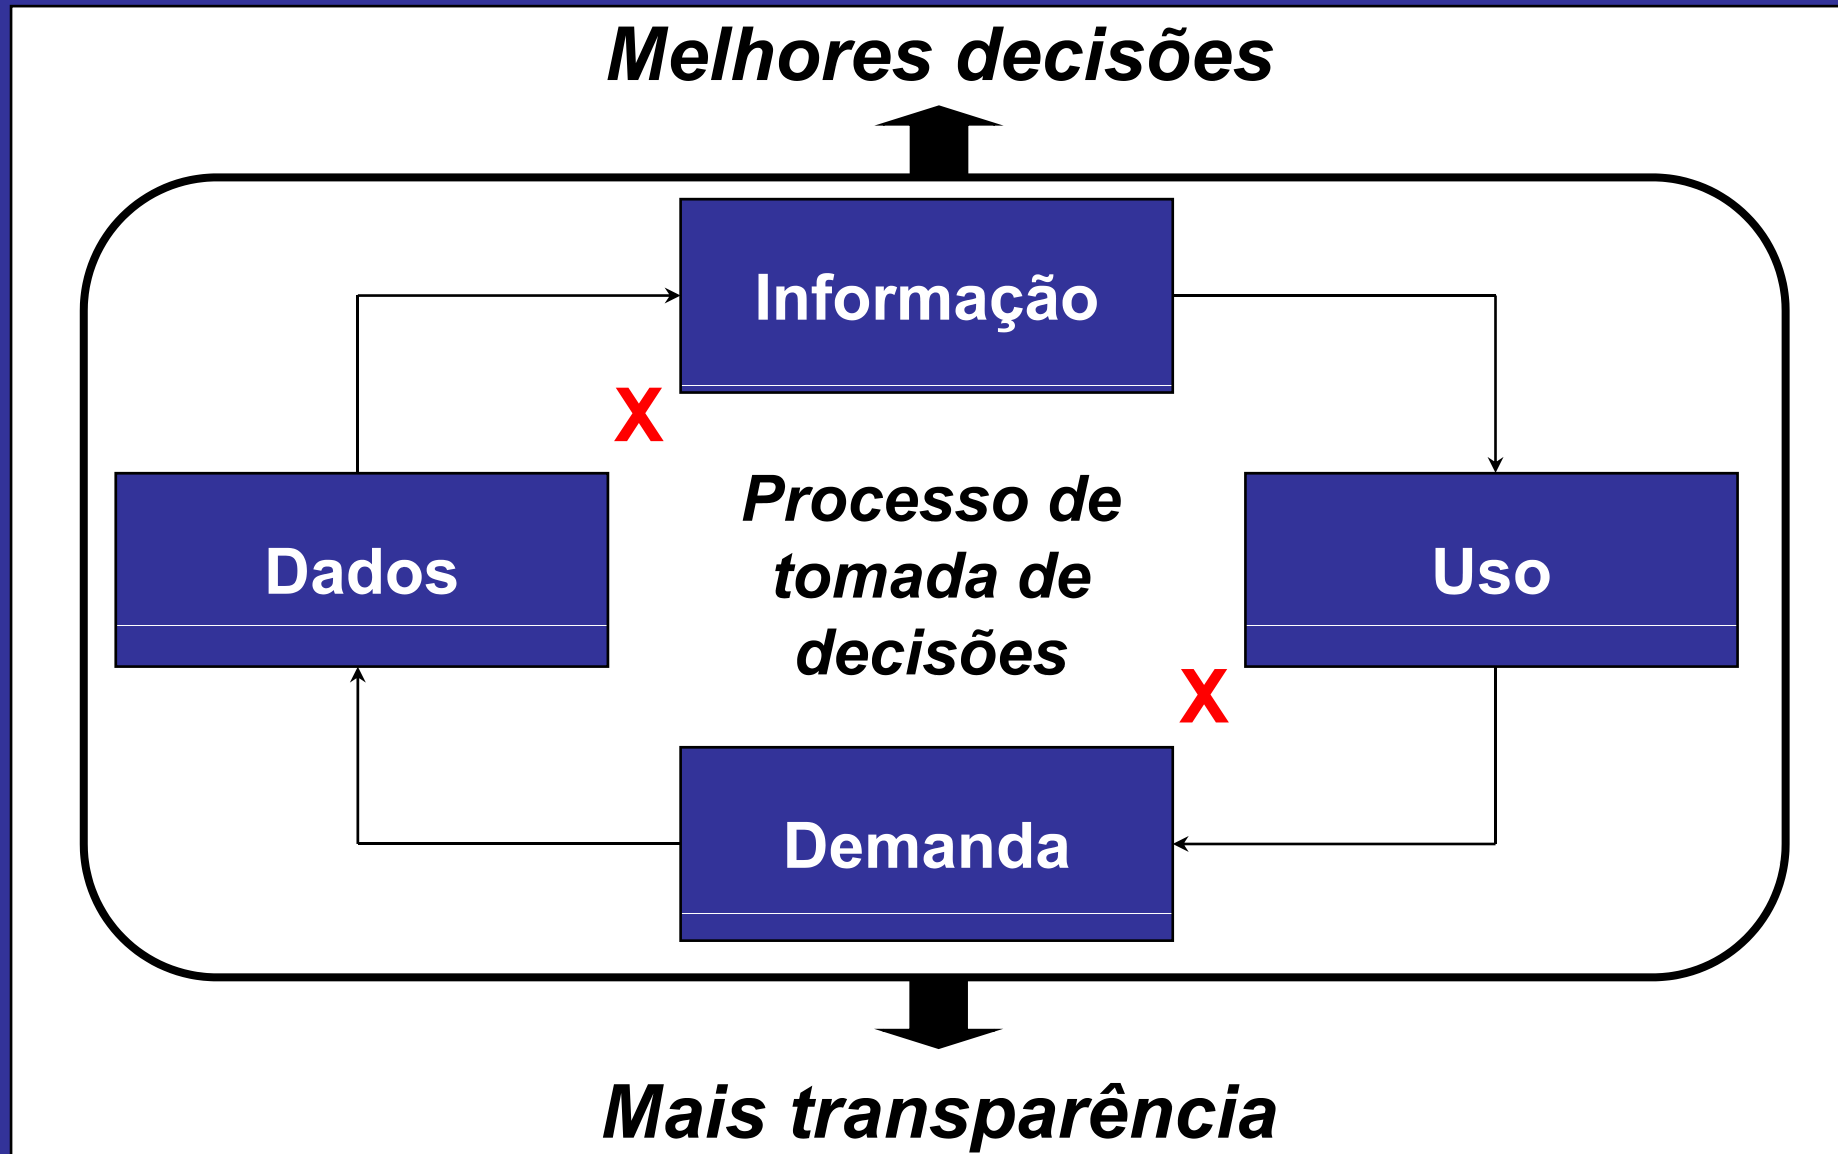 Melhores decisões
Informação
X
Processo de
tomada de
decisões
Dados
Uso
X
Demanda
Mais transparência